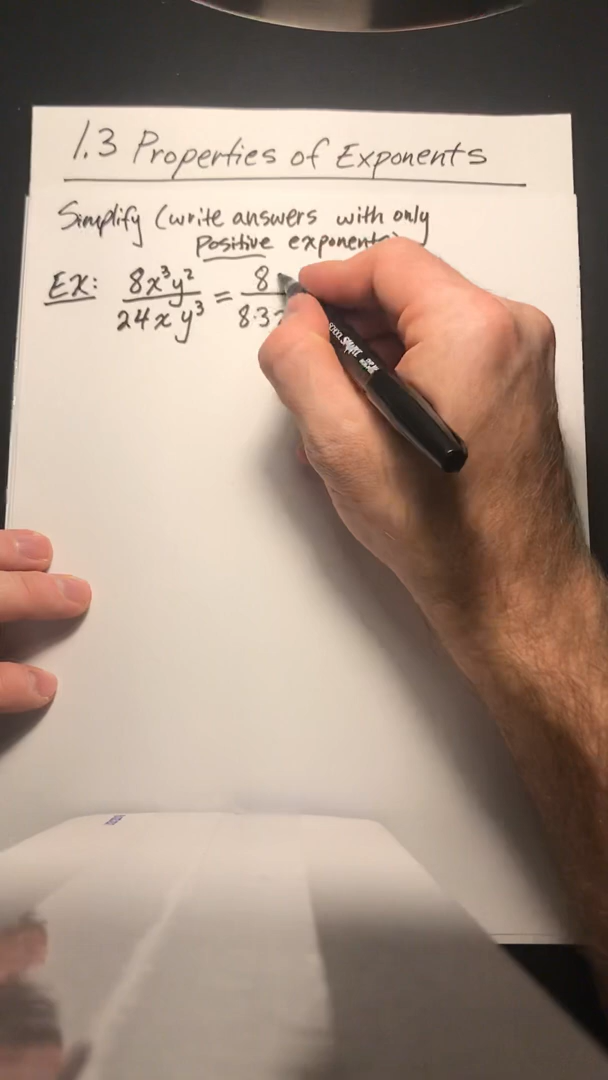 1.3 Properties of Exponents
Simplify (write answers with only
positive exponents)
EX: 8x³y² / 24xy³ = 8 / 8·3